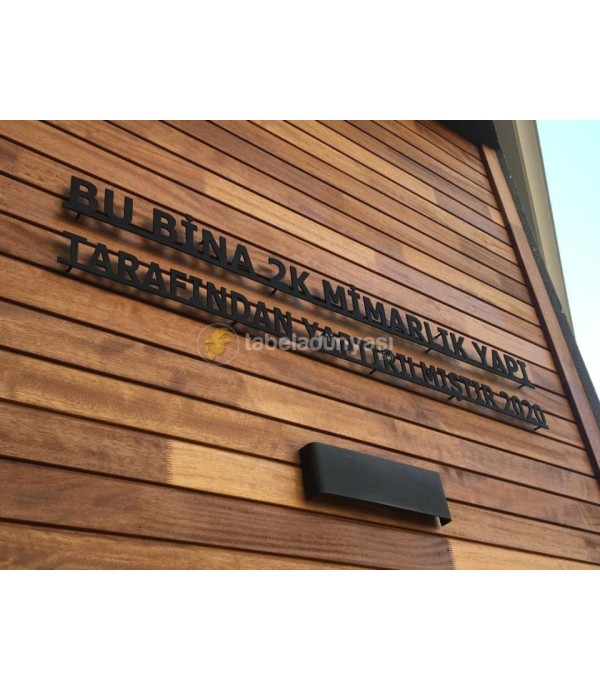 BU BİNA 2K MİMARLIK YAPI
TARAFINDAN YAPTIRILMIŞTIR 2020
tabeladünyası